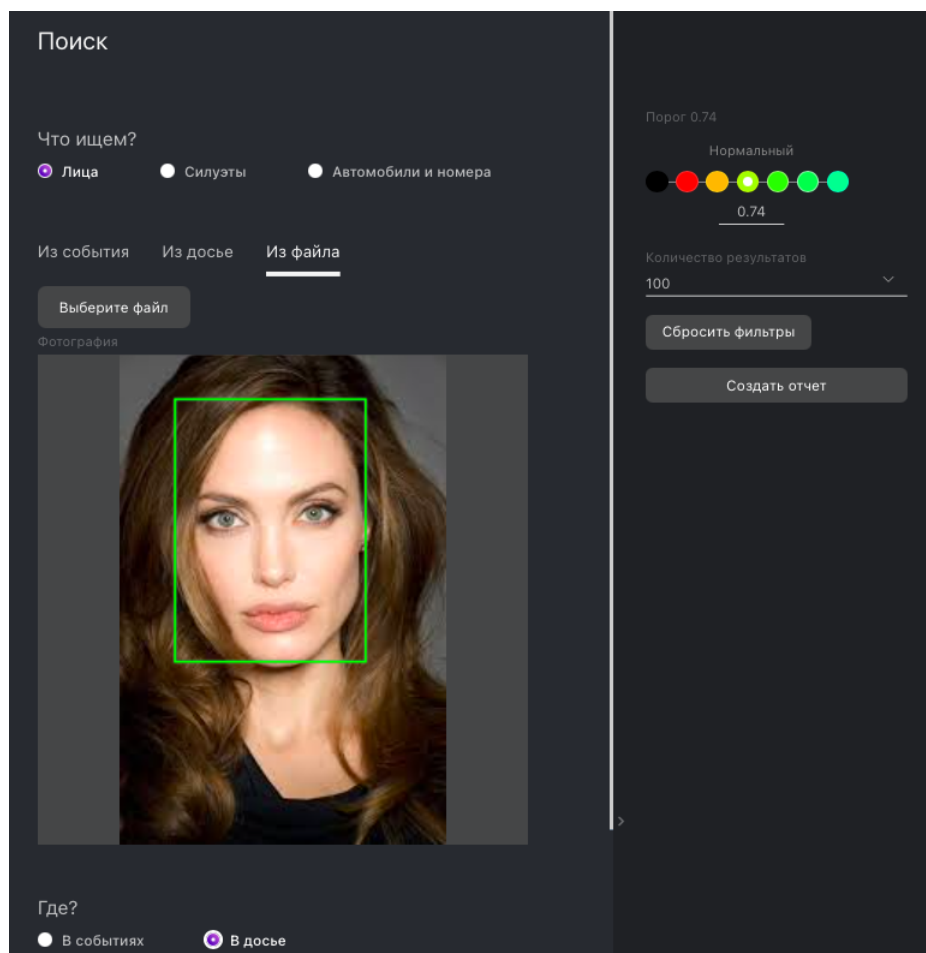 Поиск
Что ищем?
Лица
Силуэты
Автомобили и номера
Из события
Из досье
Из файла
Выберите файл
Фотография
Где?
В событиях
В досье
Порог 0.74
Нормальный
0.74
Количество результатов
100
Сбросить фильтры
Создать отчет